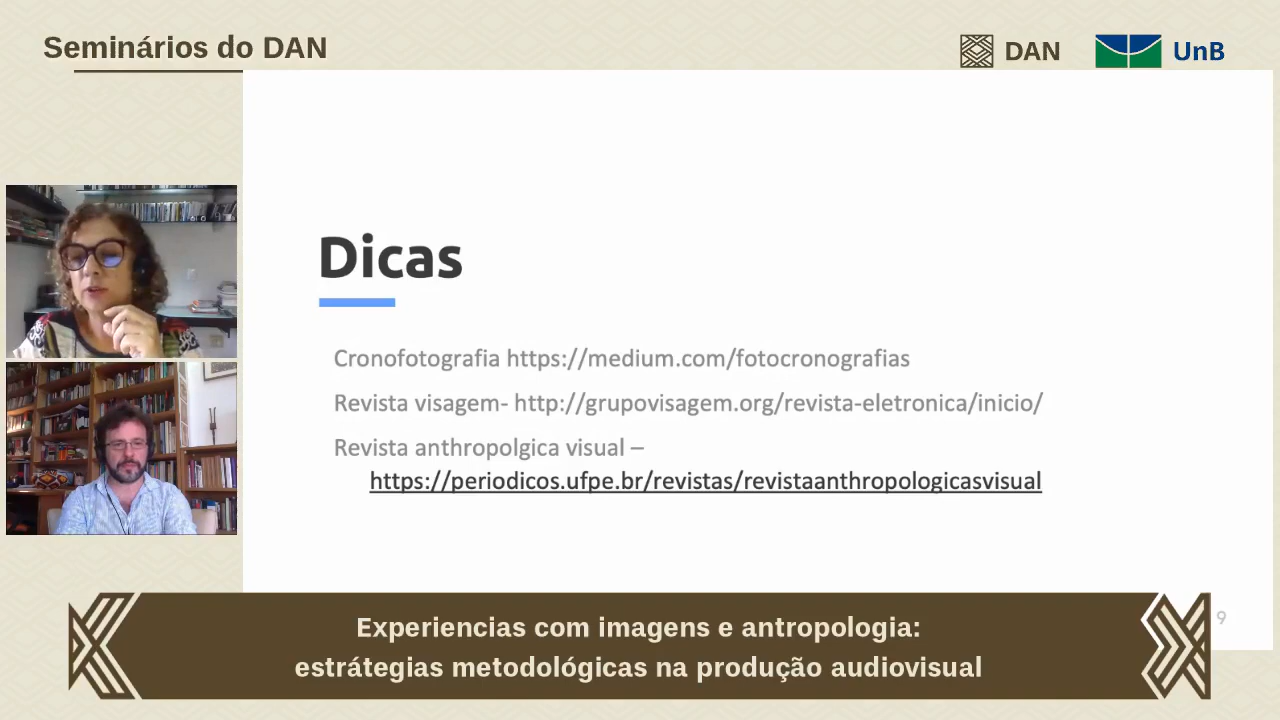 Seminários do DAN
DAN
UnB
Dicas
Cronofotografia https://medium.com/fotocronografias
Revista visagem- http://grupovisagem.org/revista-eletronica/inicio/
Revista anthropolgica visual –
https://periodicos.ufpe.br/revistas/revistaanthropologicasvisual
9
Experiencias com imagens e antropologia:
estrátegias metodológicas na produção audiovisual